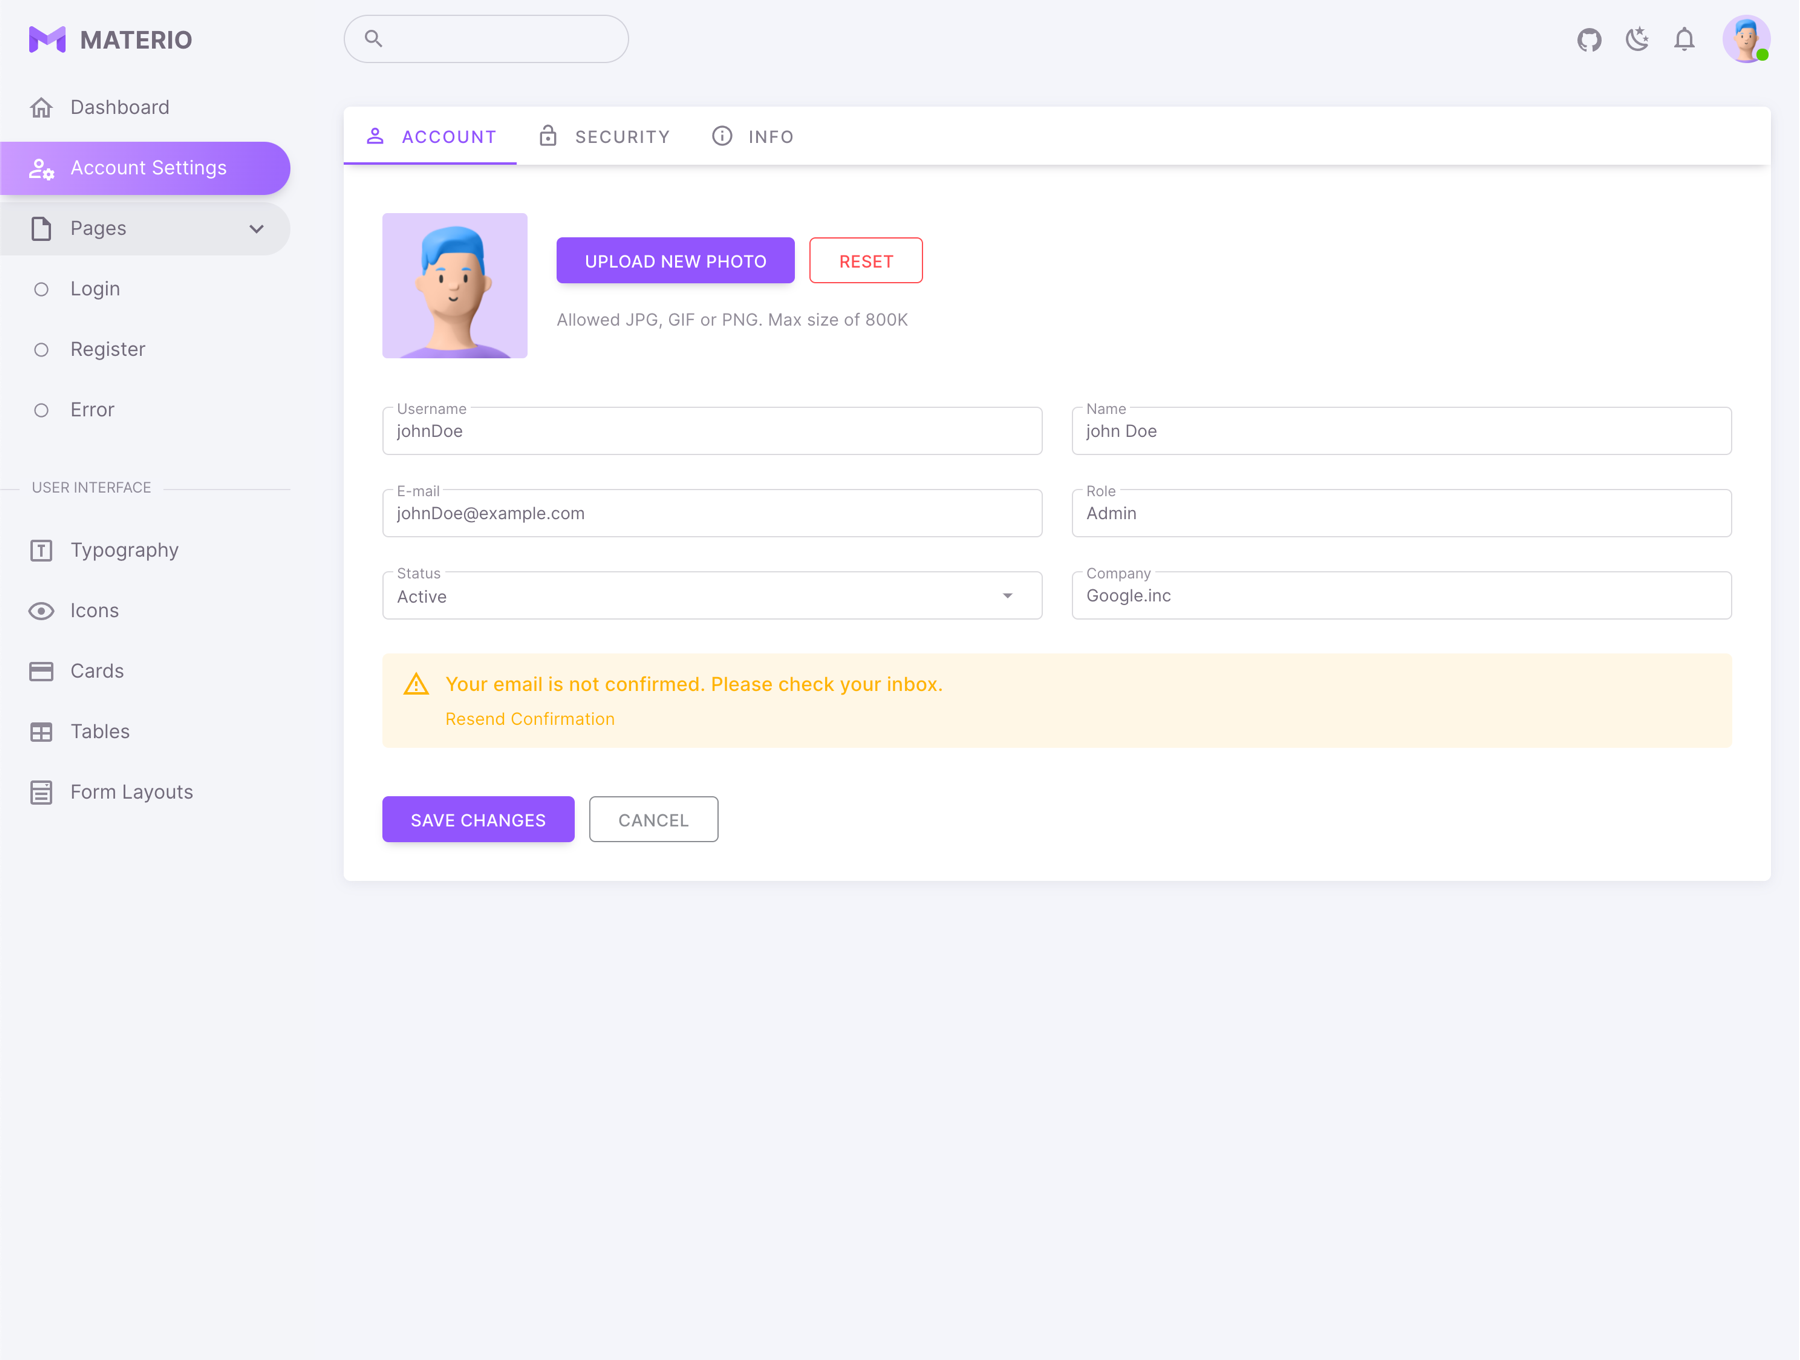 MATERIO
Dashboard
Account Settings
Pages
Login
Register
Error
USER INTERFACE
Typography
Icons
Cards
Tables
Form Layouts
ACCOUNT
SECURITY
INFO
UPLOAD NEW PHOTO
RESET
Allowed JPG, GIF or PNG. Max size of 800K
Username
johnDoe
Name
john Doe
E-mail
johnDoe@example.com
Role
Admin
Status
Active
Company
Google.inc
Your email is not confirmed. Please check your inbox.
Resend Confirmation
SAVE CHANGES
CANCEL